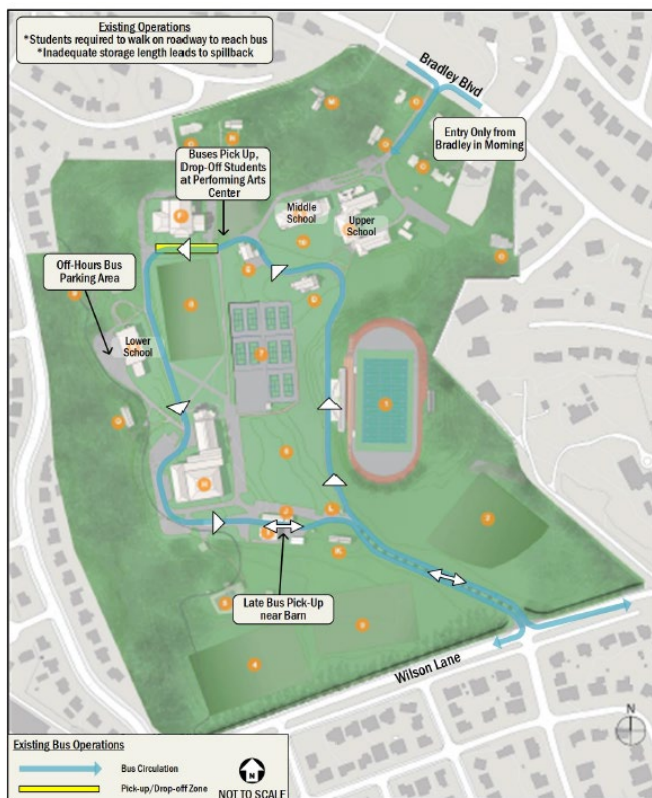 Existing Operations
*Students required to walk on roadway to reach bus
*Inadequate storage length leads to spillback
Bradley Blvd
Entry Only from
Bradley in Morning
Buses Pick Up,
Drop-Off Students
at Performing Arts
Center
Middle
School
Upper
School
Off-Hours Bus
Parking Area
Lower
School
Late Bus Pick-Up
near Barn
Wilson Lane
N
Existing Bus Operations
Bus Circulation
Pick-up/Drop-off Zone
N
NOT TO SCALE